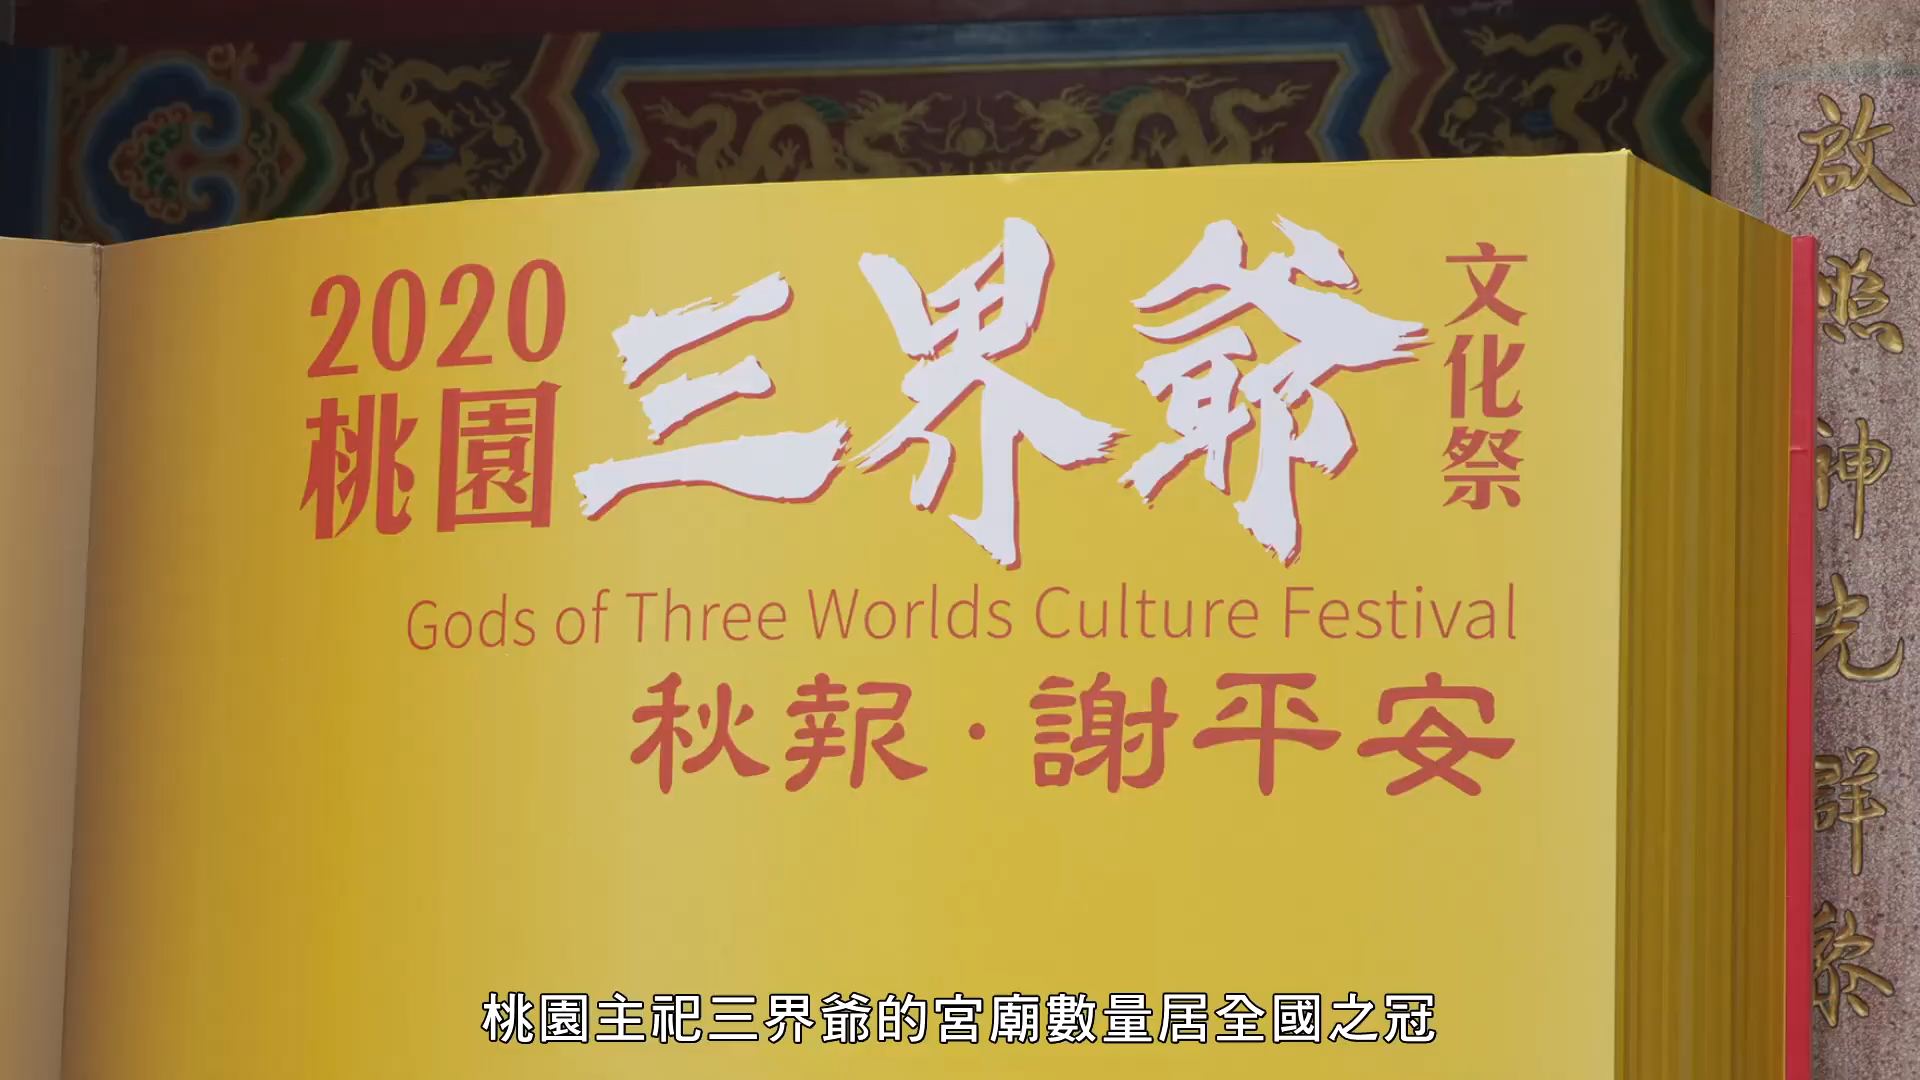 2020
桃園
三界爺
文化祭
Gods of Three Worlds Culture Festival
秋報·謝平安
啟照神光群黎
桃園主祀三界爺的宮廟數量居全國之冠